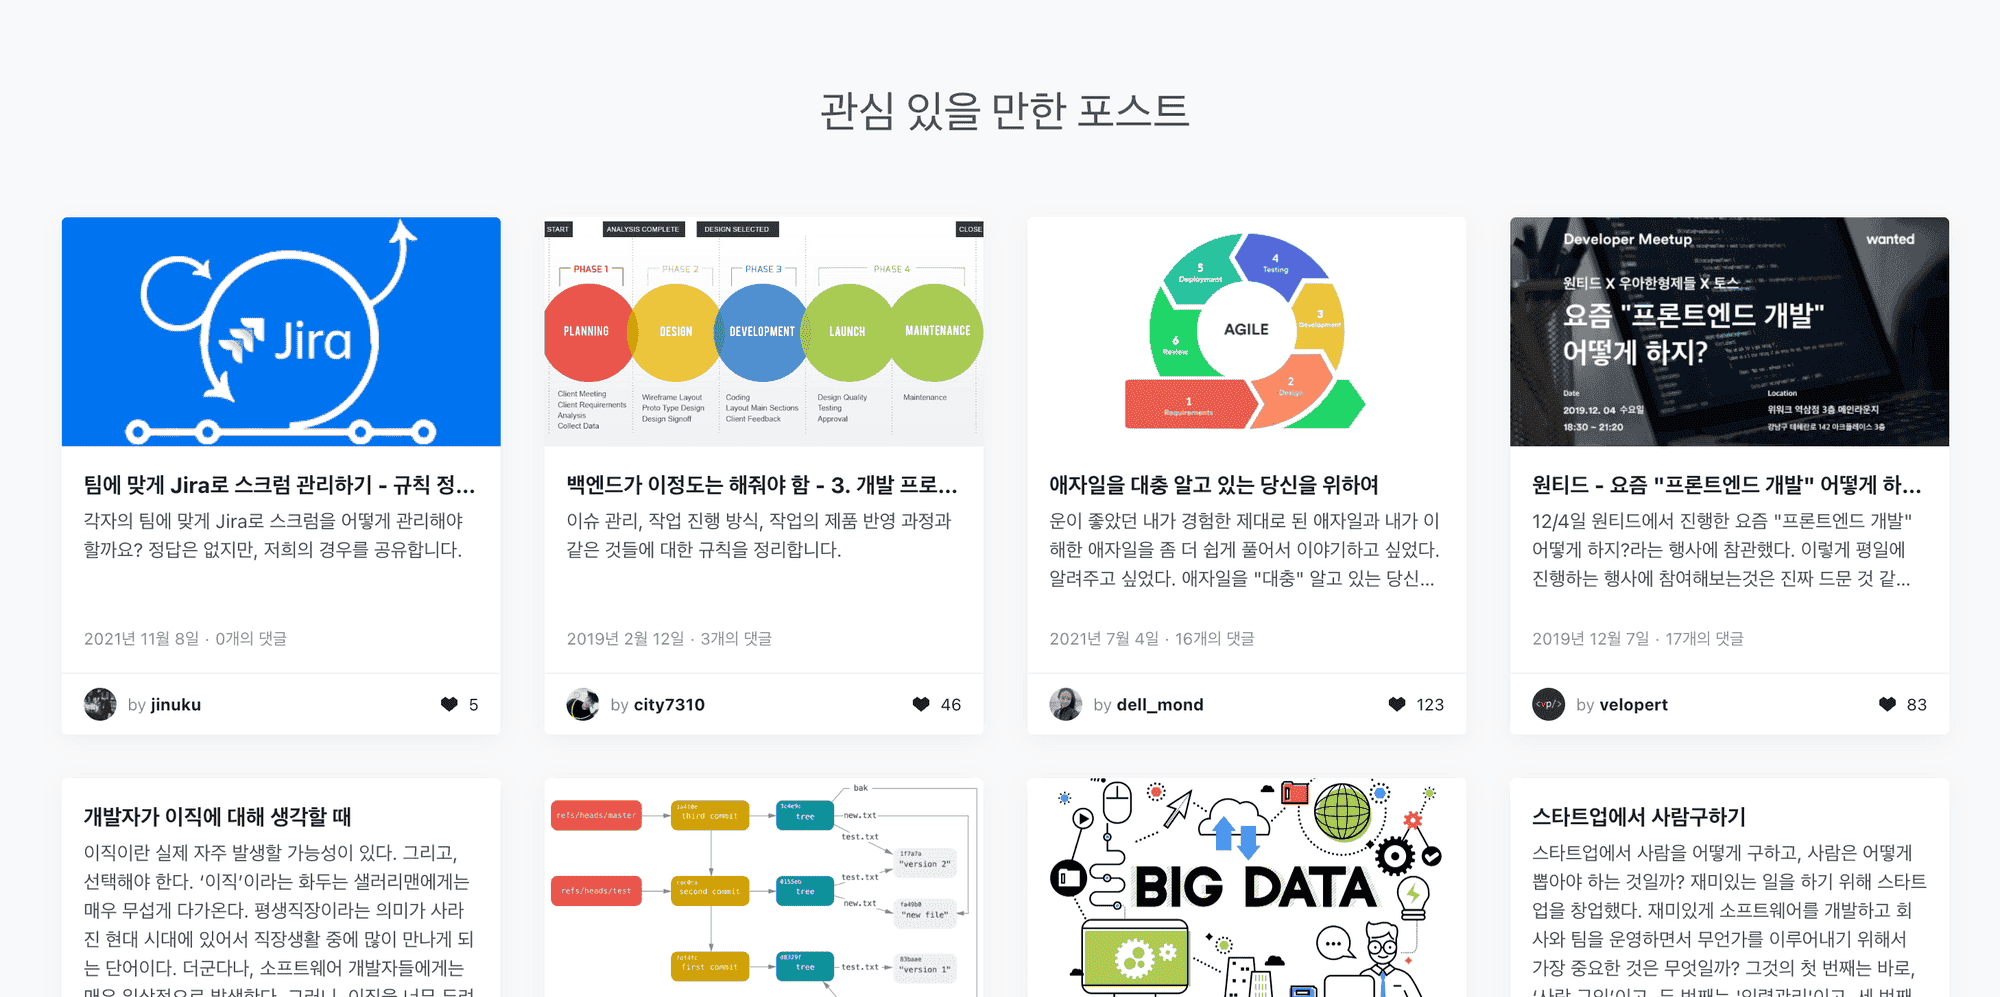 관심 있을 만한 포스트
Jira
팀에 맞게 Jira로 스크럼 관리하기 - 규칙 정...
각자의 팀에 맞게 Jira로 스크럼을 어떻게 관리해야
할까요? 정답은 없지만, 저희의 경우를 공유합니다.
2021년 11월 8일 · 0개의 댓글
by jinuku
5
START
ANALYSIS COMPLETE
DESIGN SELECTED
CLOSE
PHASE 1
PHASE 2
PHASE 3
PHASE 4
PLANNING
DESIGN
DEVELOPMENT
LAUNCH
MAINTENANCE
Client Meeting
Client Requirements
Analysis
Collect Data
Wireframe Layout
Proto Type Design
Design Signoff
Coding
Layout Main Sections
Client Feedback
Design Quality
Testing
Approval
Maintenance
백엔드가 이정도는 해줘야 함 - 3. 개발 프로...
이슈 관리, 작업 진행 방식, 작업의 제품 반영 과정과
같은 것들에 대한 규칙을 정리합니다.
2019년 2월 12일 · 3개의 댓글
by city7310
46
AGILE
1
Requirements
2
Design
3
Development
4
Testing
5
Deployment
6
Review
애자일을 대충 알고 있는 당신을 위하여
운이 좋았던 내가 경험한 제대로 된 애자일과 내가 이
해한 애자일을 좀 더 쉽게 풀어서 이야기하고 싶었다.
알려주고 싶었다. 애자일을 "대충" 알고 있는 당신...
2021년 7월 4일 · 16개의 댓글
by dell_mond
123
Developer Meetup
wanted
원티드 X 우아한형제들 X 토스
요즘 "프론트엔드 개발"
어떻게 하지?
Date
2019.12. 04 수요일
18:30 ~ 21:20
Location
위워크 역삼점 3층 메인라운지
강남구 테헤란로 142 아크플레이스 3층
원티드 - 요즘 "프론트엔드 개발" 어떻게 하...
12/4일 원티드에서 진행한 요즘 "프론트엔드 개발"
어떻게 하지?라는 행사에 참관했다. 이렇게 평일에
진행하는 행사에 참여해보는것은 진짜 드문 것 같...
2019년 12월 7일 · 17개의 댓글
<vp/>
by velopert
83
개발자가 이직에 대해 생각할 때
이직이란 실제 자주 발생할 가능성이 있다. 그리고,
선택해야 한다. ‘이직’이라는 화두는 샐러리맨에게는
매우 무섭게 다가온다. 평생직장이라는 의미가 사라
진 현대 시대에 있어서 직장생활 중에 많이 만나게 되
는 단어이다. 더군다나, 소프트웨어 개발자들에게는
bak
refs/heads/master
third commit
3c4e9c
tree
new.txt
test.txt
1f7a7a
"version 2"
refs/heads/test
cac0ca
second commit
0155eb
tree
test.txt
new.txt
fa49b0
"new file"
first commit
d8329f
tree
test.txt
83baae
"version 1"
BIG DATA
스타트업에서 사람구하기
스타트업에서 사람을 어떻게 구하고, 사람은 어떻게
뽑아야 하는 것일까? 재미있는 일을 하기 위해 스타트
업을 창업했다. 재미있게 소프트웨어를 개발하고 회
사와 팀을 운영하면서 무언가를 이루어내기 위해서
가장 중요한 것은 무엇일까? 그것의 첫 번째는 바로,